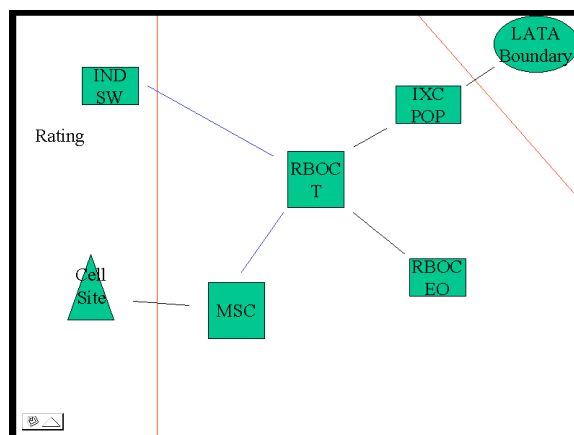 LATA
Boundary
IND
SW
IXC
POP
Rating
RBOC
T
Cell
Site
RBOC
EO
MSC